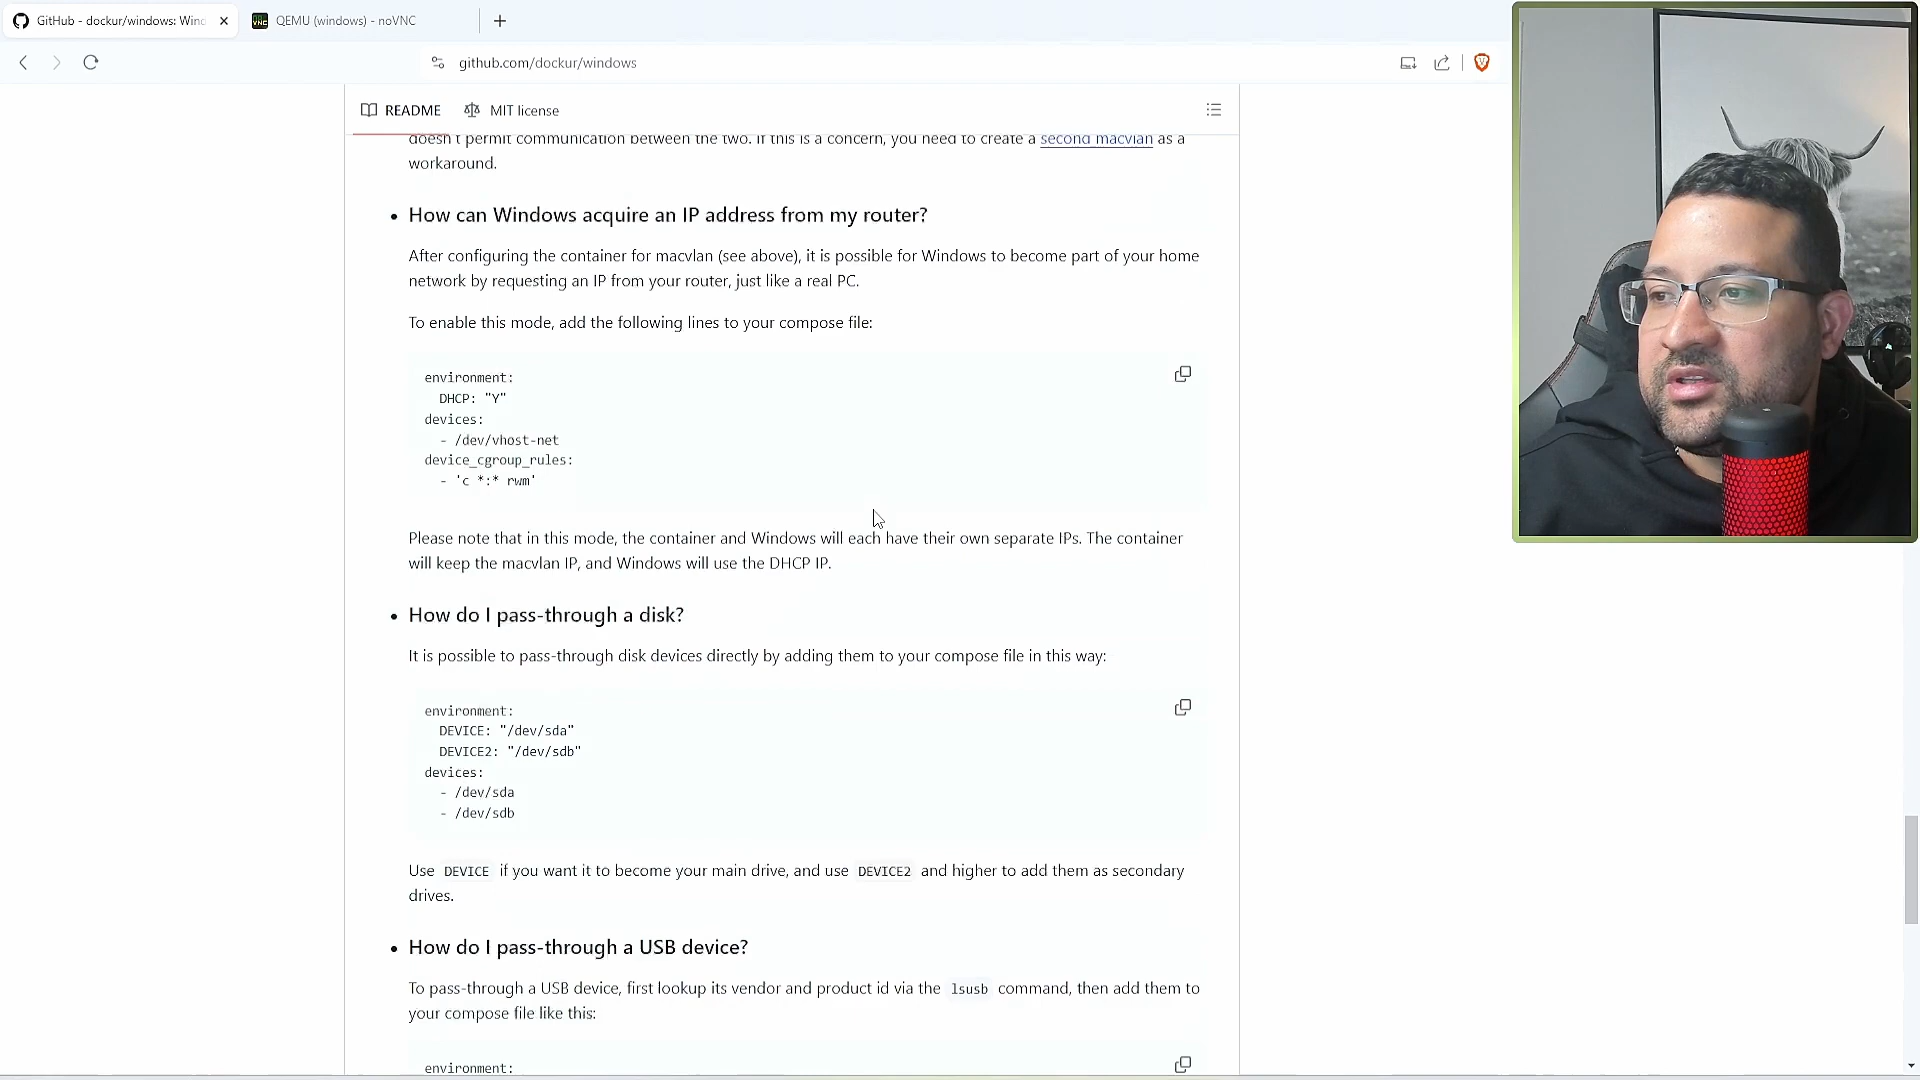 GitHub - dockur/windows: Wind
QEMU (windows) - noVNC
github.com/dockur/windows
README
MIT license
doesn't permit communication between the two. If this is a concern, you need to create a second macvlan as a
workaround.
How can Windows acquire an IP address from my router?
After configuring the container for macvlan (see above), it is possible for Windows to become part of your home
network by requesting an IP from your router, just like a real PC.
To enable this mode, add the following lines to your compose file:
environment:
DHCP: "Y"
devices:
- /dev/vhost-net
device_cgroup_rules:
- 'c *:* rwm'
Please note that in this mode, the container and Windows will each have their own separate IPs. The container
will keep the macvlan IP, and Windows will use the DHCP IP.
How do I pass-through a disk?
It is possible to pass-through disk devices directly by adding them to your compose file in this way:
environment:
DEVICE: "/dev/sda"
DEVICE2: "/dev/sdb"
devices:
- /dev/sda
- /dev/sdb
Use DEVICE if you want it to become your main drive, and use DEVICE2 and higher to add them as secondary
drives.
How do I pass-through a USB device?
To pass-through a USB device, first lookup its vendor and product id via the lsusb command, then add them to
your compose file like this:
environment: